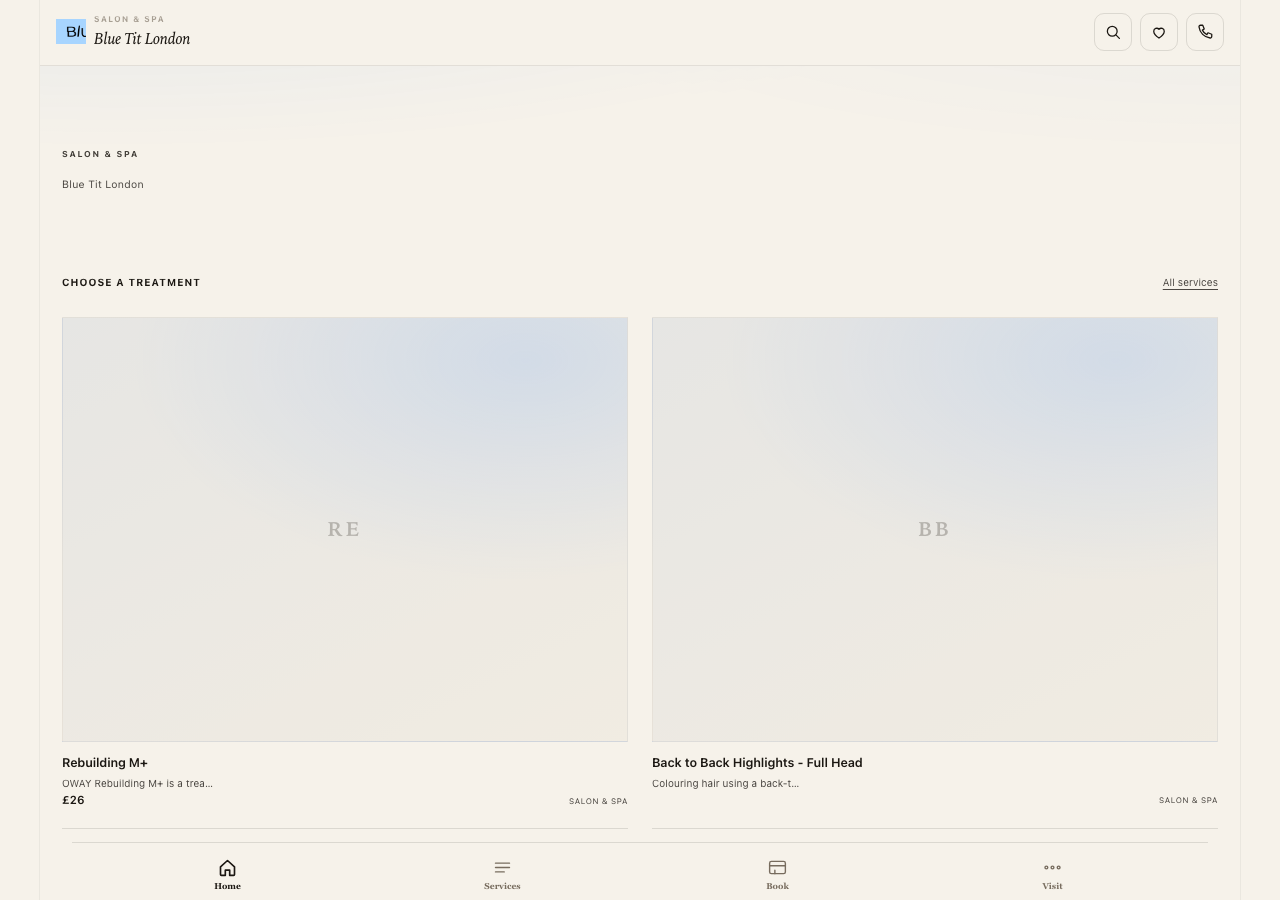 Blu
SALON & SPA
Blue Tit London
SALON & SPA
Blue Tit London
CHOOSE A TREATMENT
All services
RE
BB
Rebuilding M+
OWAY Rebuilding M+ is a trea...
£26
SALON & SPA
Back to Back Highlights - Full Head
Colouring hair using a back-t...
SALON & SPA
Home
Services
Book
Visit